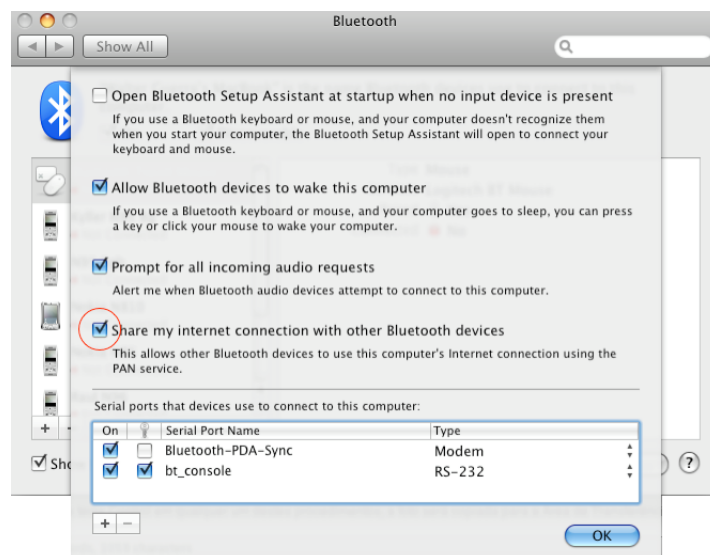 Bluetooth
Show All
Open Bluetooth Setup Assistant at startup when no input device is present
If you use a Bluetooth keyboard or mouse, and your computer doesn't recognize them
when you start your computer, the Bluetooth Setup Assistant will open to connect your
keyboard and mouse.
Allow Bluetooth devices to wake this computer
If you use a Bluetooth keyboard or mouse, and your computer goes to sleep, you can press
a key or click your mouse to wake your computer.
Prompt for all incoming audio requests
Alert me when Bluetooth audio devices attempt to connect to this computer.
Share my internet connection with other Bluetooth devices
This allows other Bluetooth devices to use this computer's Internet connection using the
PAN service.
Serial ports that devices use to connect to this computer:
On Serial Port Name Type
Bluetooth-PDA-Sync Modem
bt_console RS-232
Sho
?
+ −
OK